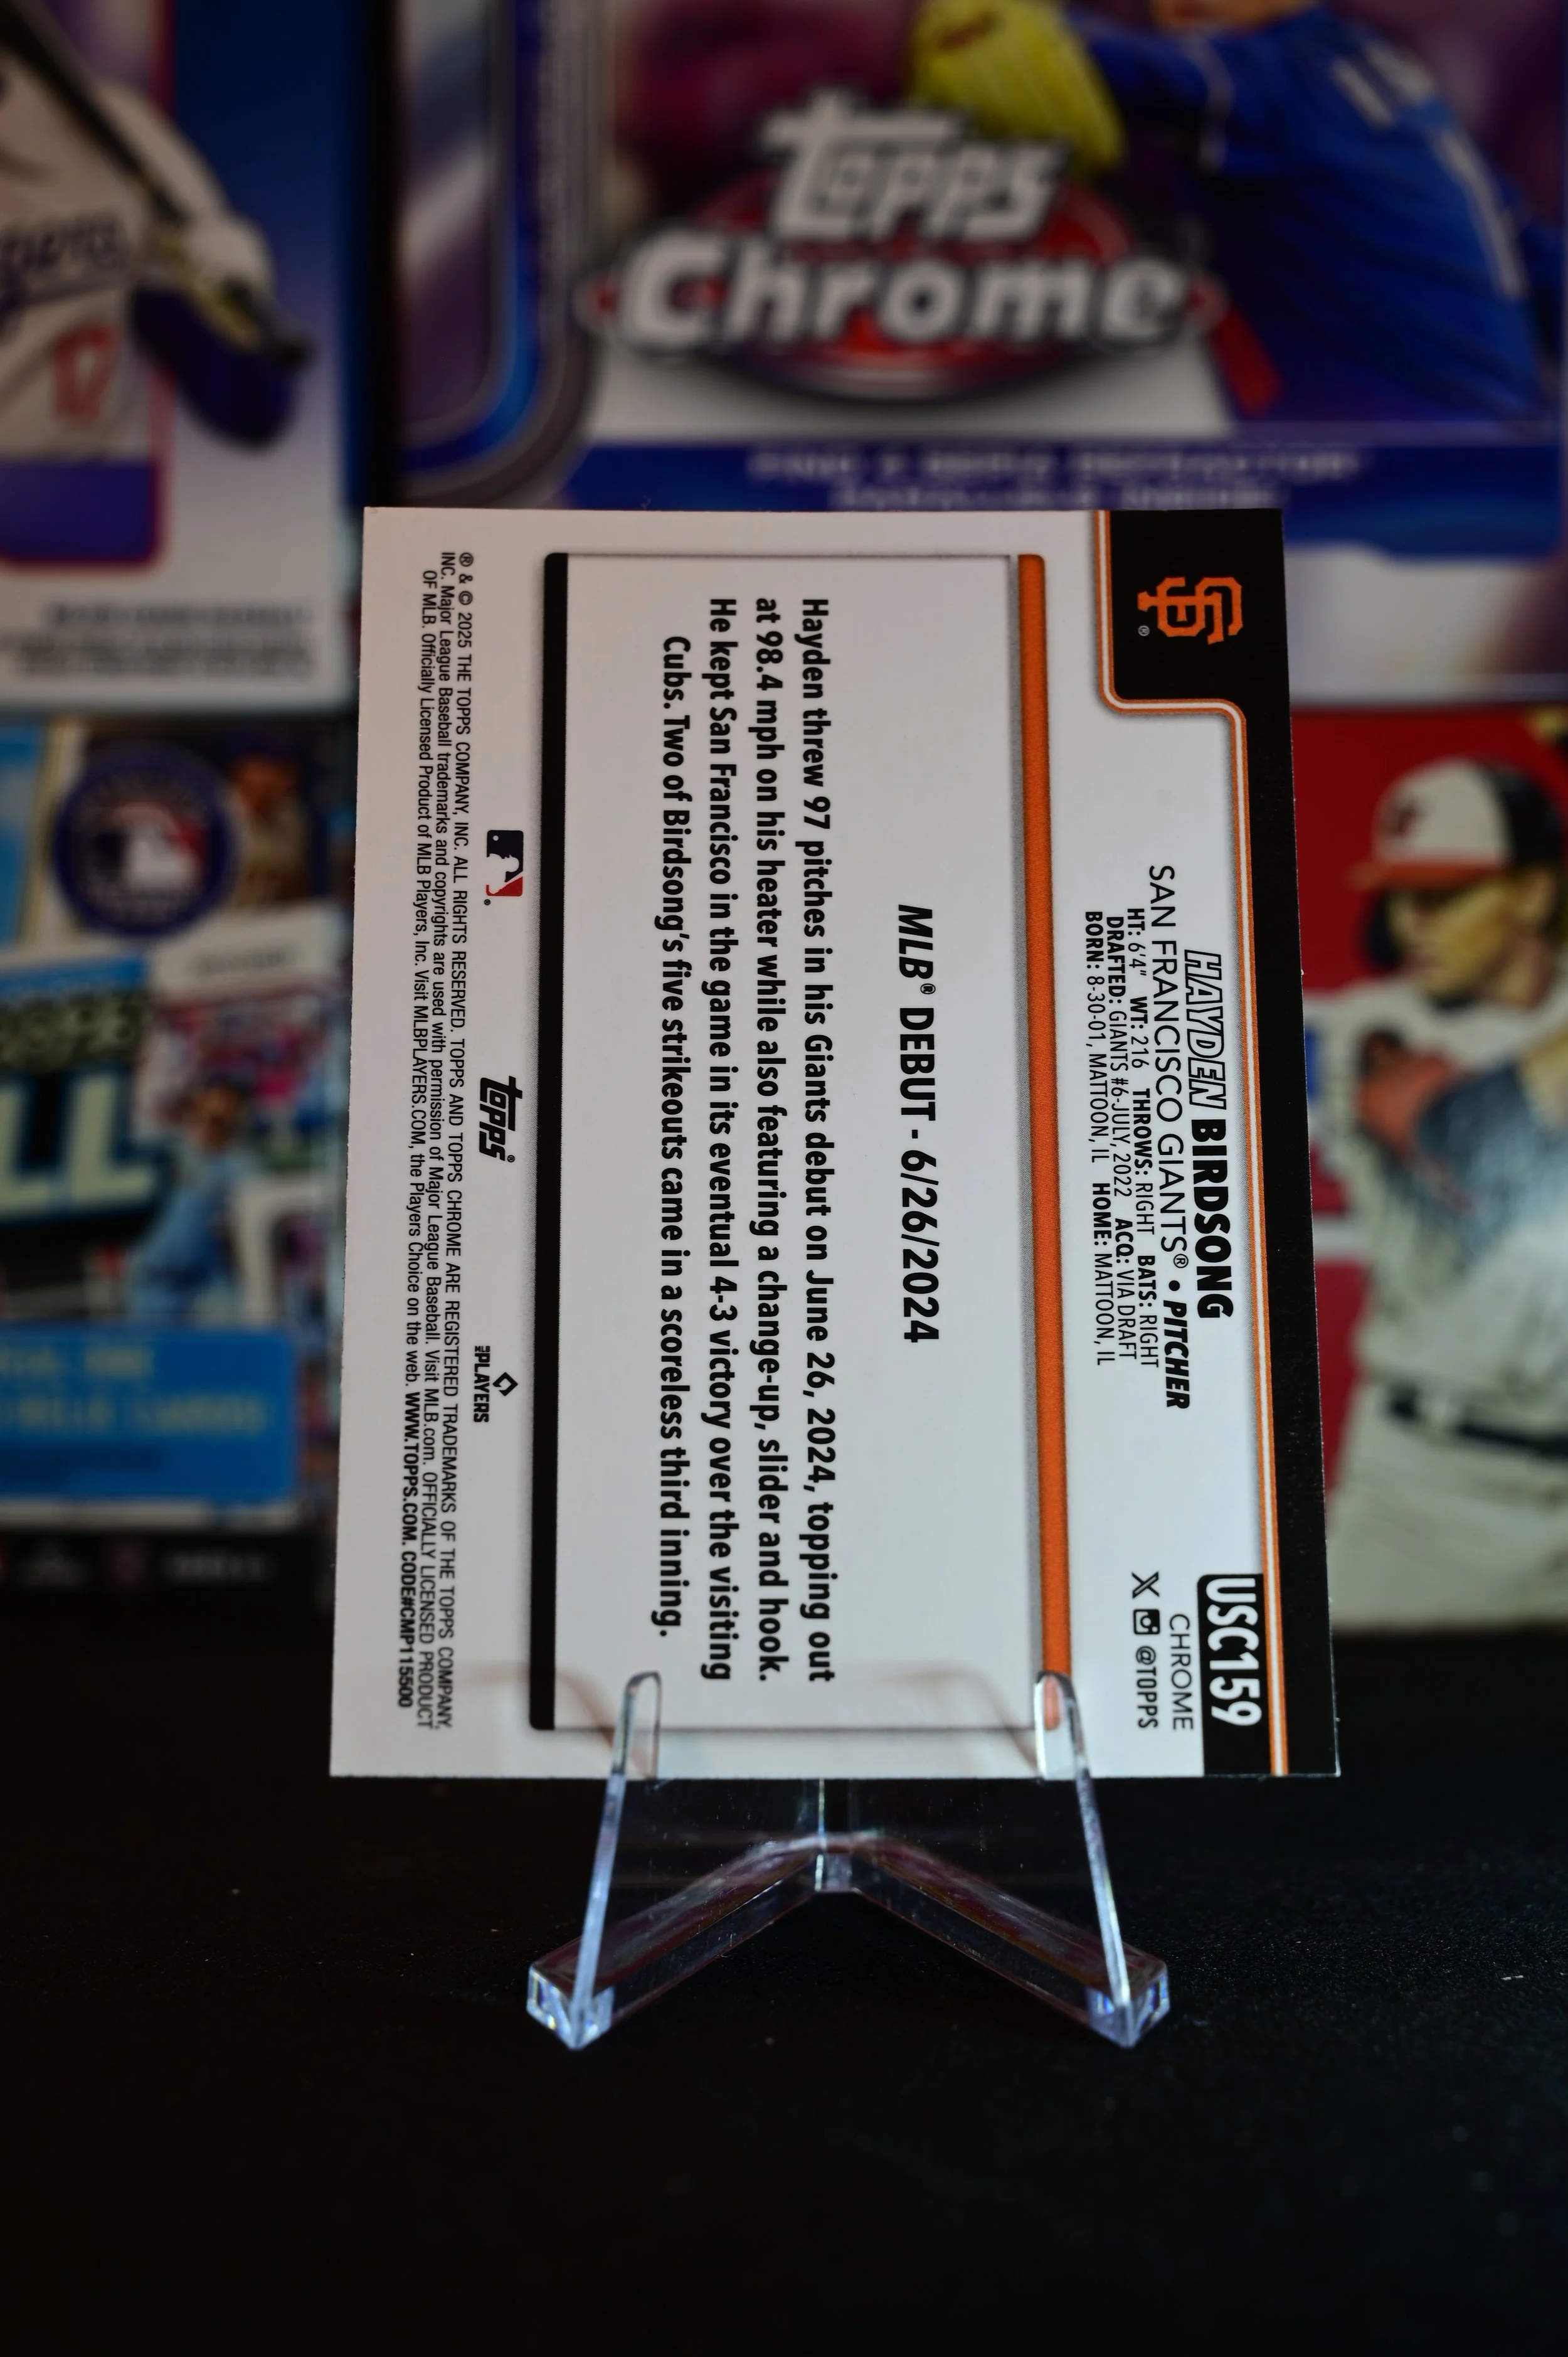 Topps
Chrome
17
HAYDEN BIRDSONG
SAN FRANCISCO GIANTS® • PITCHER
HT: 6'4" WT: 216 THROWS: RIGHT BATS: RIGHT
DRAFTED: GIANTS #6-JULY, 2022 ACQ: VIA DRAFT
BORN: 8-30-01, MATTOON, IL HOME: MATTOON, IL
USC159
CHROME
X @TOPPS
SF®
MLB® DEBUT - 6/26/2024
Hayden threw 97 pitches in his Giants debut on June 26, 2024, topping out
at 98.4 mph on his heater while also featuring a change-up, slider and hook.
He kept San Francisco in the game in its eventual 4-3 victory over the visiting
Cubs. Two of Birdsong's five strikeouts came in a scoreless third inning.
topps®
MLB PLAYERS
® & © 2025 THE TOPPS COMPANY, INC. ALL RIGHTS RESERVED. TOPPS AND TOPPS CHROME ARE REGISTERED TRADEMARKS OF THE TOPPS COMPANY,
INC. Major League Baseball trademarks and copyrights are used with permission of Major League Baseball. Visit MLB.com. OFFICIALLY LICENSED PRODUCT
OF MLB. Officially Licensed Product of MLB Players, Inc. Visit MLBPLAYERS.COM, the Players Choice on the web. WWW.TOPPS.COM. CODE#CMP115500